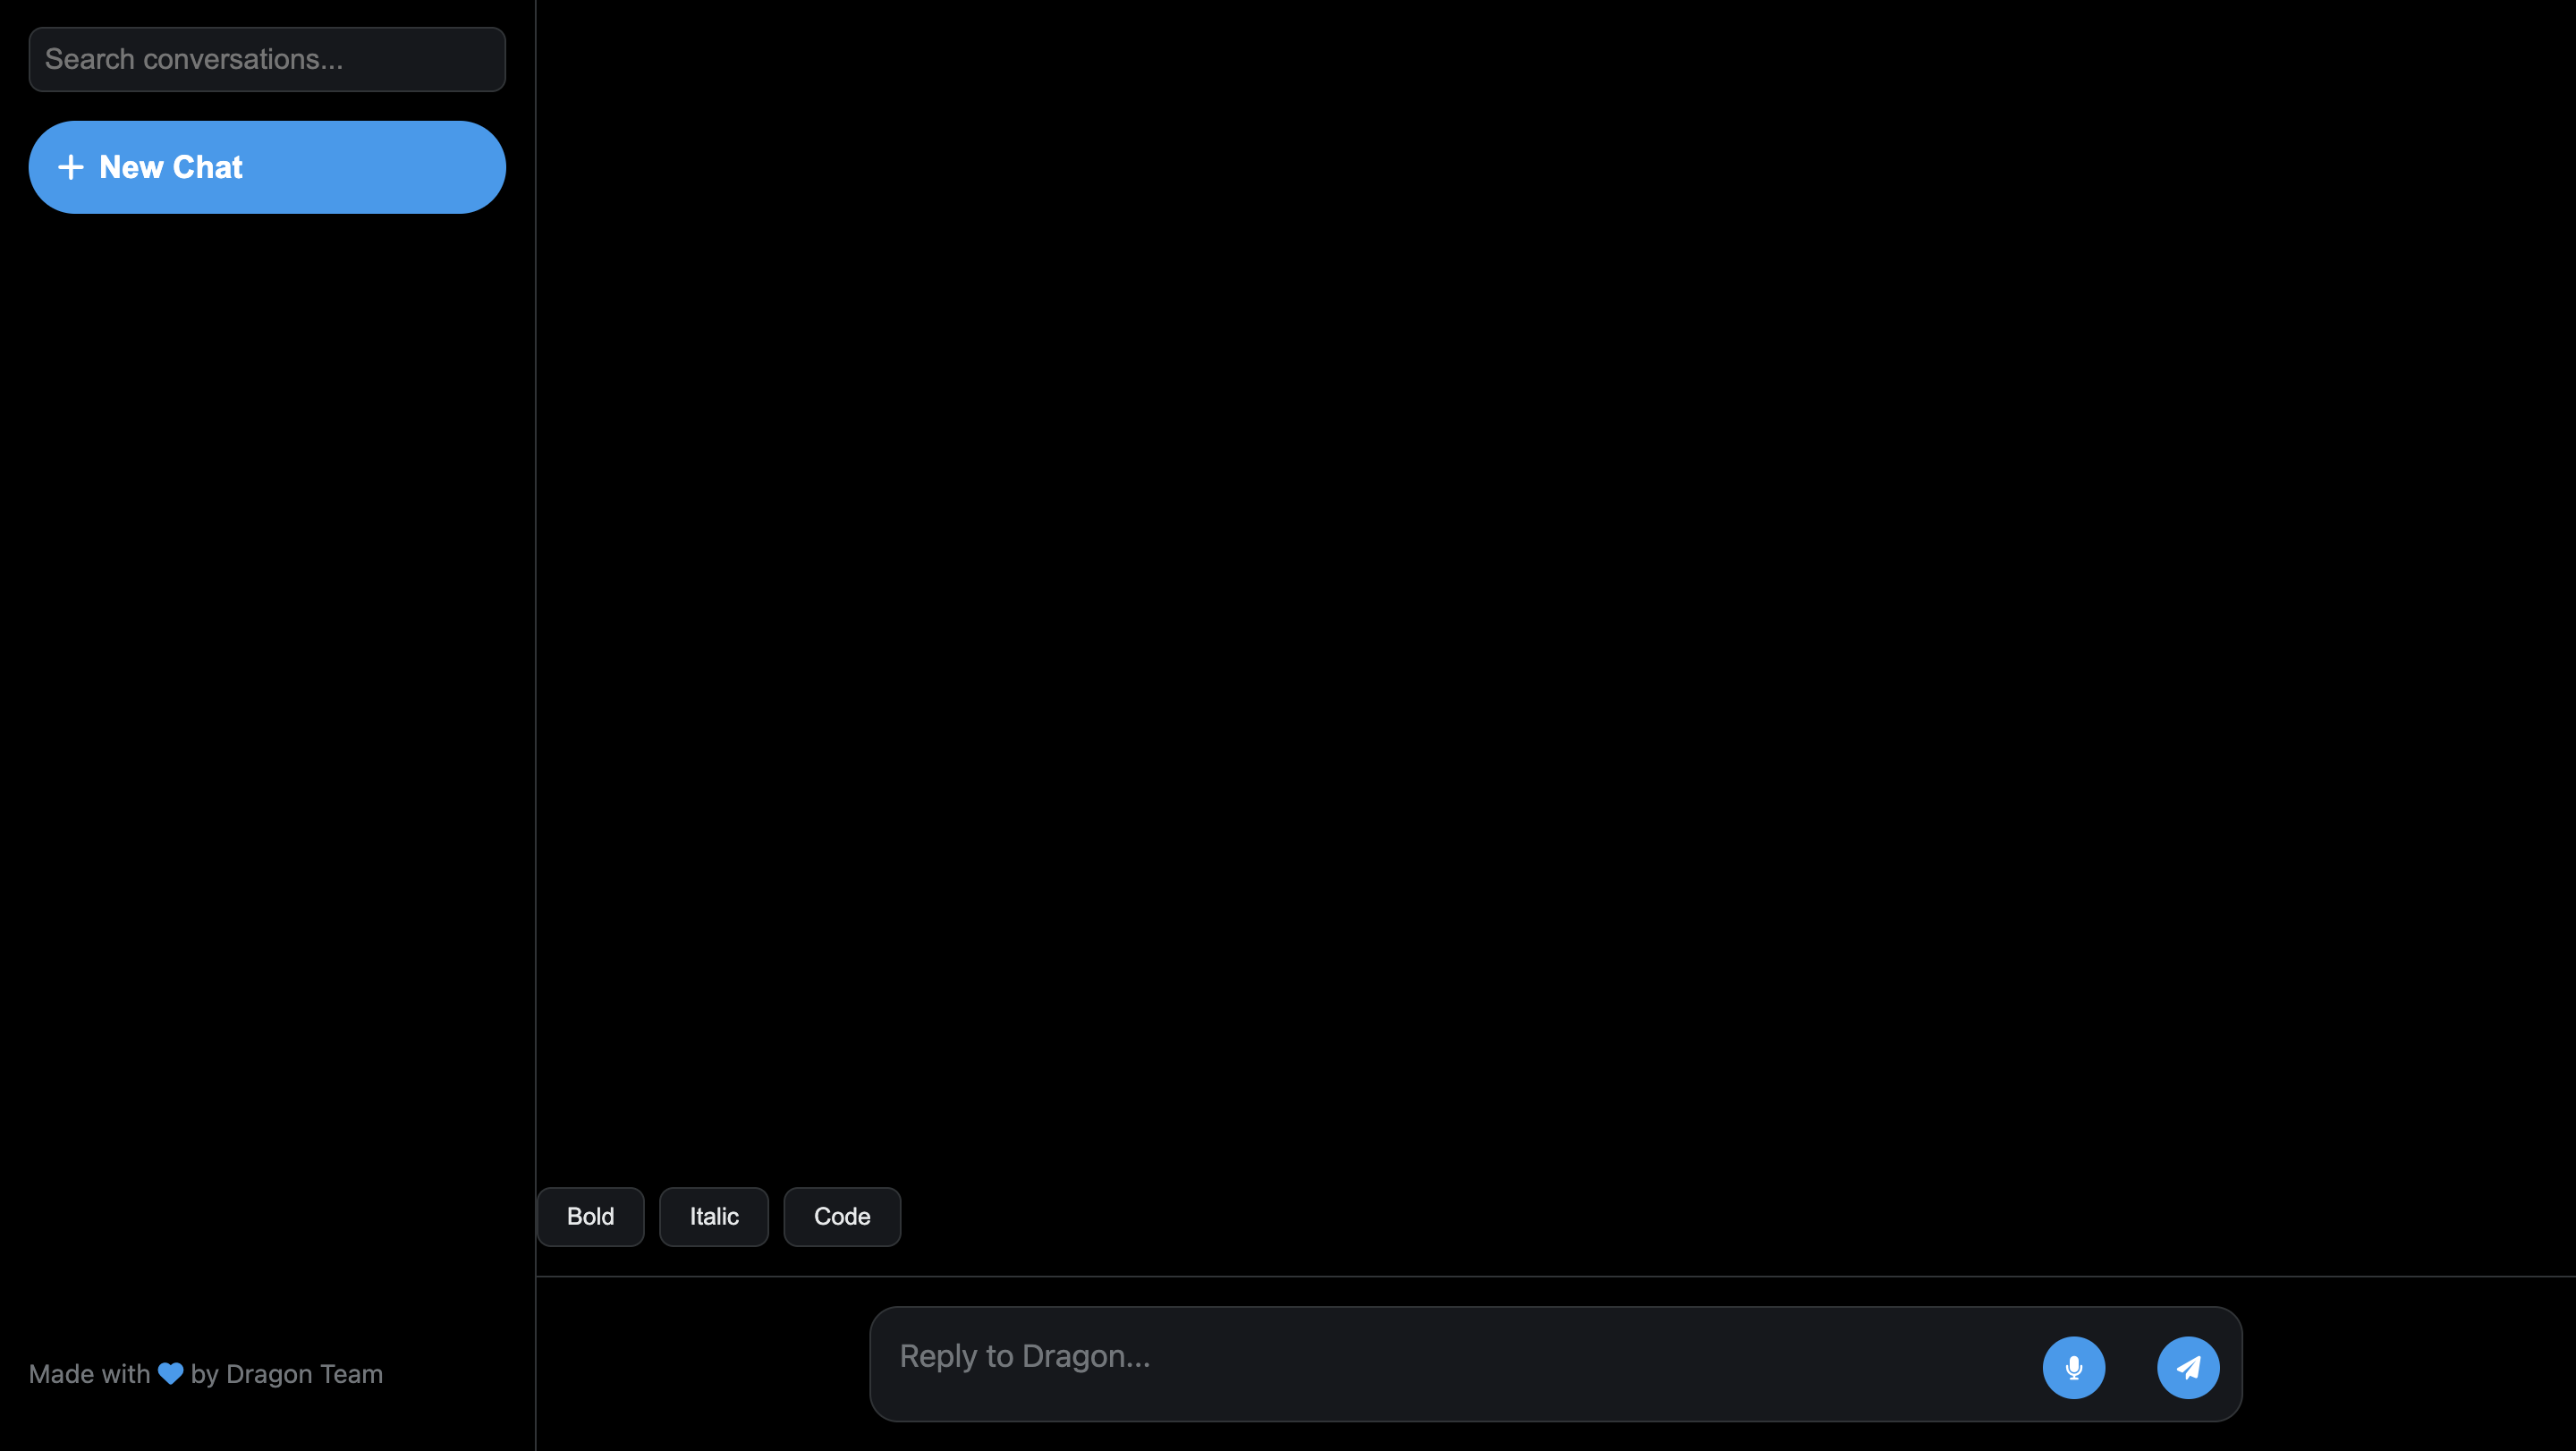 Search conversations...
New Chat
Bold
Italic
Code
Reply to Dragon...
Made with 💙 by Dragon Team